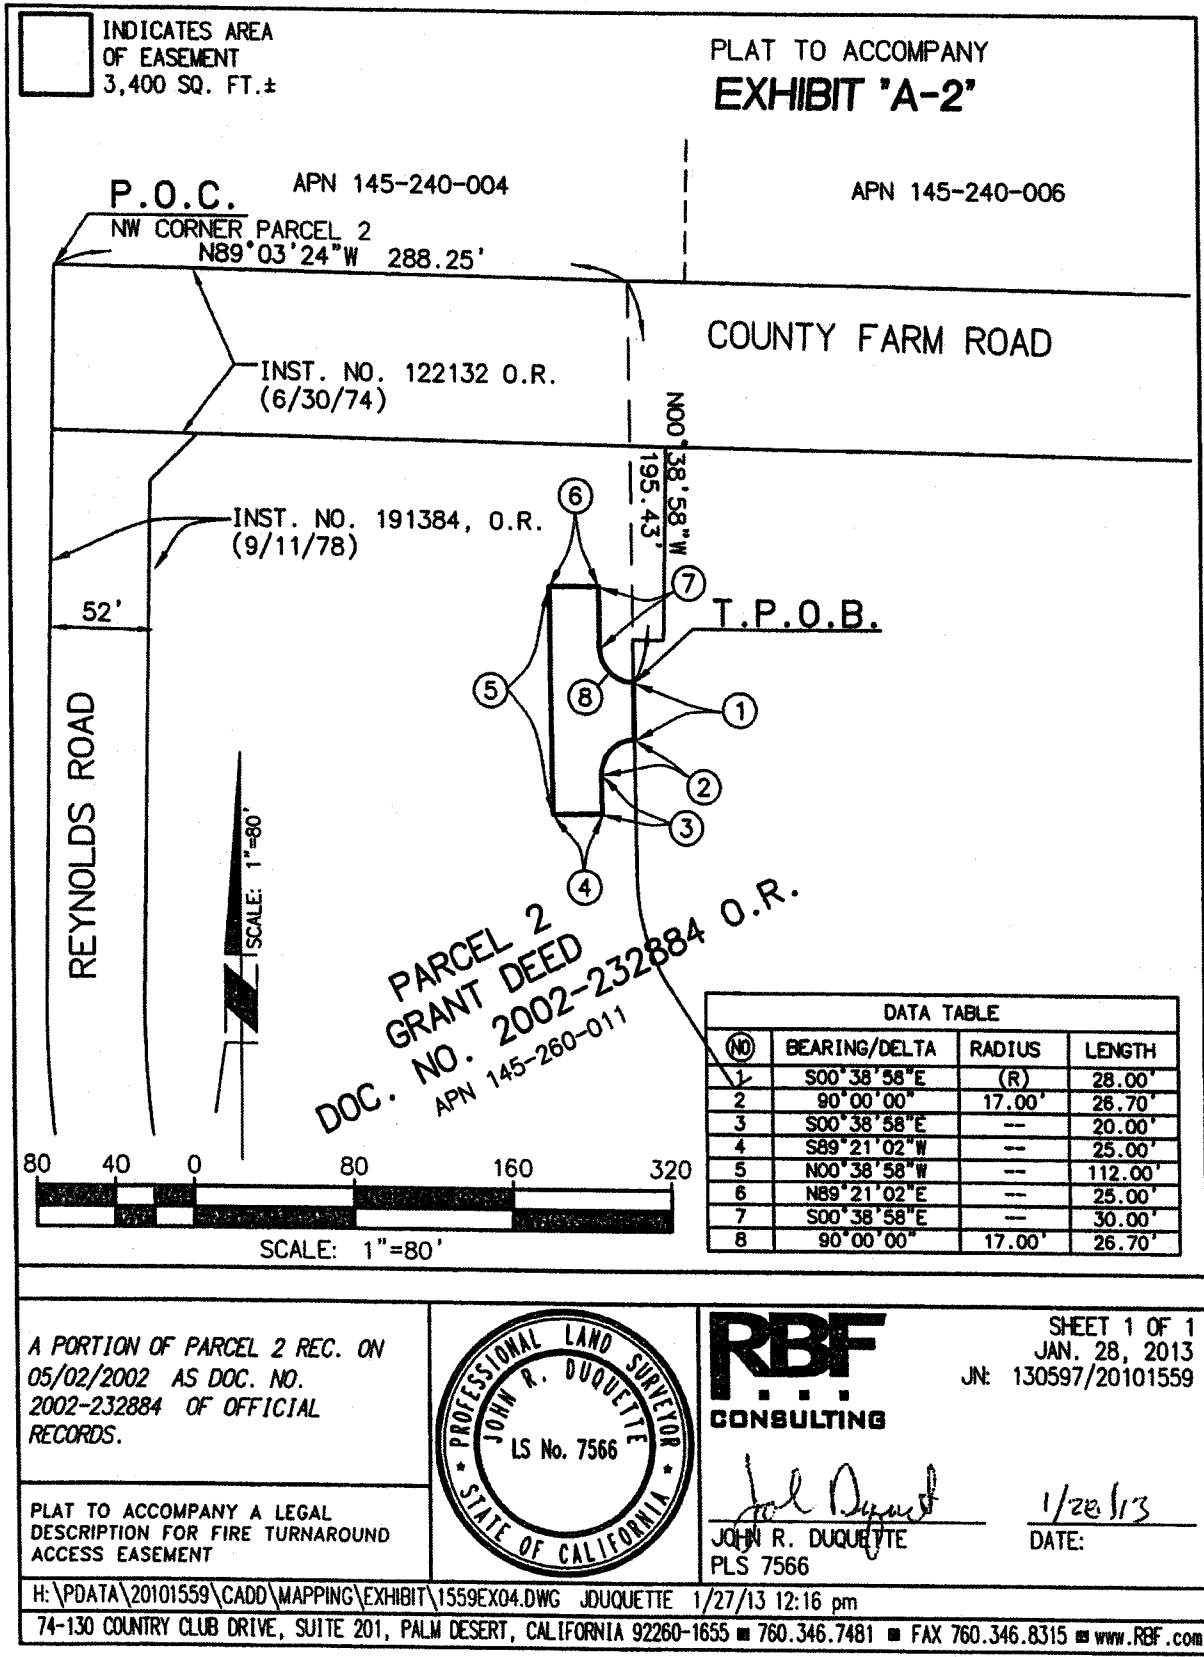 INDICATES AREA
OF EASEMENT
3,400 SQ. FT.±
PLAT TO ACCOMPANY
EXHIBIT "A-2"
P.O.C.
APN 145-240-004
APN 145-240-006
NW CORNER PARCEL 2
N89°03'24"W 288.25'
COUNTY FARM ROAD
INST. NO. 122132 O.R.
(6/30/74)
N00°38'58"W
195.43'
INST. NO. 191384, O.R.
(9/11/78)
52'
REYNOLDS ROAD
6
7
T.P.O.B.
5
8
1
2
3
4
SCALE: 1"=80'
PARCEL 2
GRANT DEED
DOC. NO. 2002-232884 O.R.
APN 145-260-011
DATA TABLE
NO BEARING/DELTA RADIUS LENGTH
1 S00°38'58"E (R) 28.00'
2 90°00'00" 17.00' 26.70'
3 S00°38'58"E -- 20.00'
4 S89°21'02"W -- 25.00'
5 N00°38'58"W -- 112.00'
6 N89°21'02"E -- 25.00'
7 S00°38'58"E -- 30.00'
8 90°00'00" 17.00' 26.70'
80 40 0 80 160 320
SCALE: 1"=80'
A PORTION OF PARCEL 2 REC. ON
05/02/2002 AS DOC. NO.
2002-232884 OF OFFICIAL
RECORDS.
PLAT TO ACCOMPANY A LEGAL
DESCRIPTION FOR FIRE TURNAROUND
ACCESS EASEMENT
PROFESSIONAL LAND SURVEYOR
JOHN R. DUQUETTE
LS No. 7566
* STATE OF CALIFORNIA *
RBF
CONSULTING
SHEET 1 OF 1
JAN. 28, 2013
JN: 130597/20101559
1/28/13
JOHN R. DUQUETTE
PLS 7566
DATE:
H:\PDATA\20101559\CADD\MAPPING\EXHIBIT\1559EX04.DWG JDUQUETTE 1/27/13 12:16 pm
74-130 COUNTRY CLUB DRIVE, SUITE 201, PALM DESERT, CALIFORNIA 92260-1655 ■ 760.346.7481 ■ FAX 760.346.8315 ■ www.RBF.com